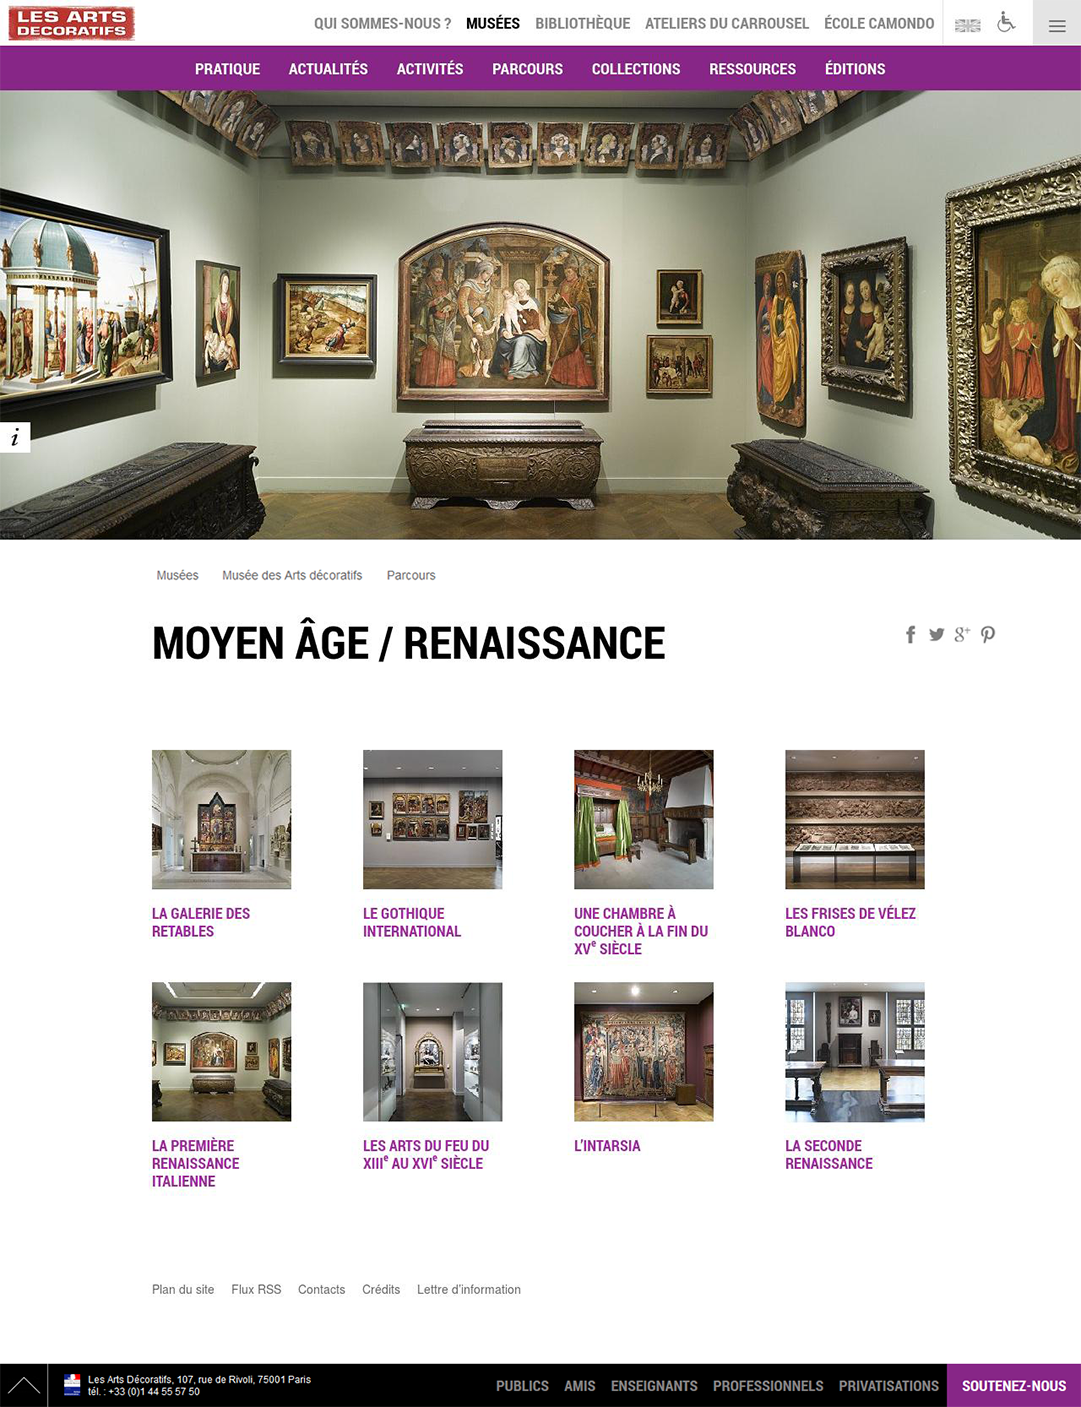 LES ARTS
DECORATIFS
QUI SOMMES-NOUS ? MUSÉES BIBLIOTHÈQUE ATELIERS DU CARROUSEL ÉCOLE CAMONDO
PRATIQUE ACTUALITÉS ACTIVITÉS PARCOURS COLLECTIONS RESSOURCES ÉDITIONS
i
Musées Musée des Arts décoratifs Parcours
MOYEN ÂGE / RENAISSANCE
LA GALERIE DES
RETABLES
LE GOTHIQUE
INTERNATIONAL
UNE CHAMBRE À
COUCHER À LA FIN DU
XVe SIÈCLE
LES FRISES DE VÉLEZ
BLANCO
LA PREMIÈRE
RENAISSANCE
ITALIENNE
LES ARTS DU FEU DU
XIIIe AU XVIe SIÈCLE
L’INTARSIA
LA SECONDE
RENAISSANCE
Plan du site Flux RSS Contacts Crédits Lettre d’information
Les Arts Décoratifs, 107, rue de Rivoli, 75001 Paris
tél. : +33 (0)1 44 55 57 50
PUBLICS AMIS ENSEIGNANTS PROFESSIONNELS PRIVATISATIONS SOUTENEZ-NOUS